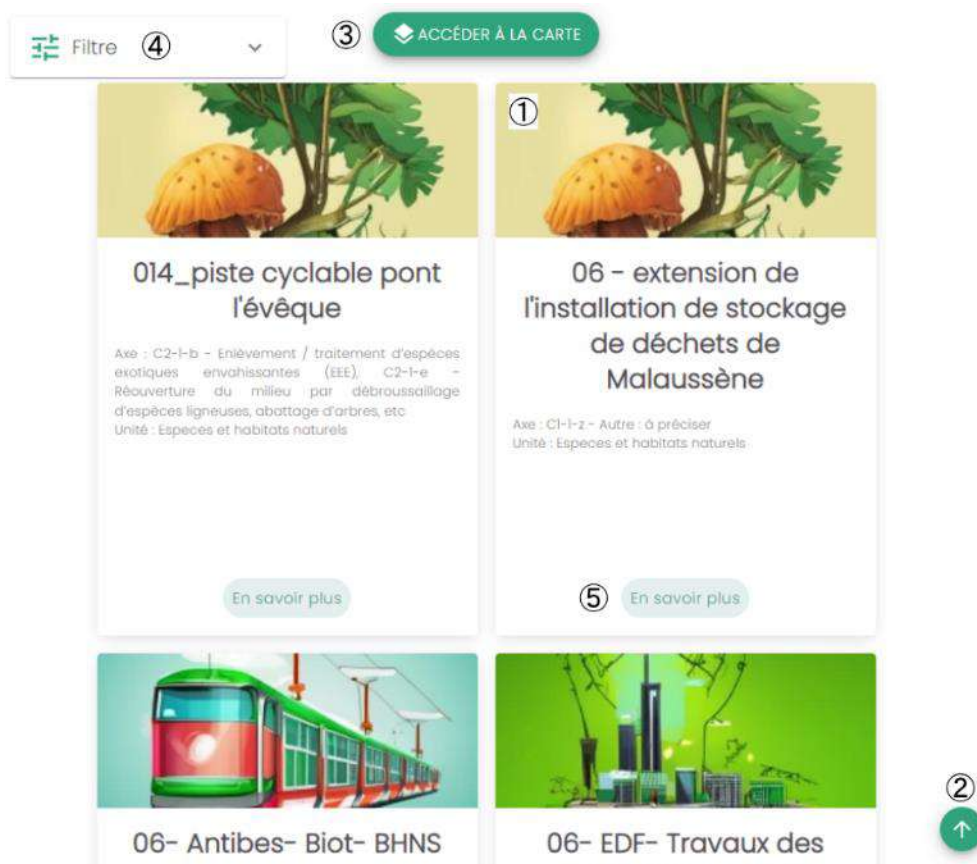 Filtre ④
③ ACCÉDER À LA CARTE
①
014_piste cyclable pont
l'évêque
Axe : C2-1-b - Enlèvement / traitement d'espèces
exotiques envahissantes (EEE), C2-1-e -
Réouverture du milieu par débroussaillage
d'espèces ligneuses, abattage d'arbres, etc
Unité : Especes et habitats naturels
En savoir plus
06 - extension de
l'installation de stockage
de déchets de
Malaussène
Axe : C1-1-z - Autre : à préciser
Unité : Especes et habitats naturels
⑤ En savoir plus
06- Antibes- Biot- BHNS
06- EDF- Travaux des
②